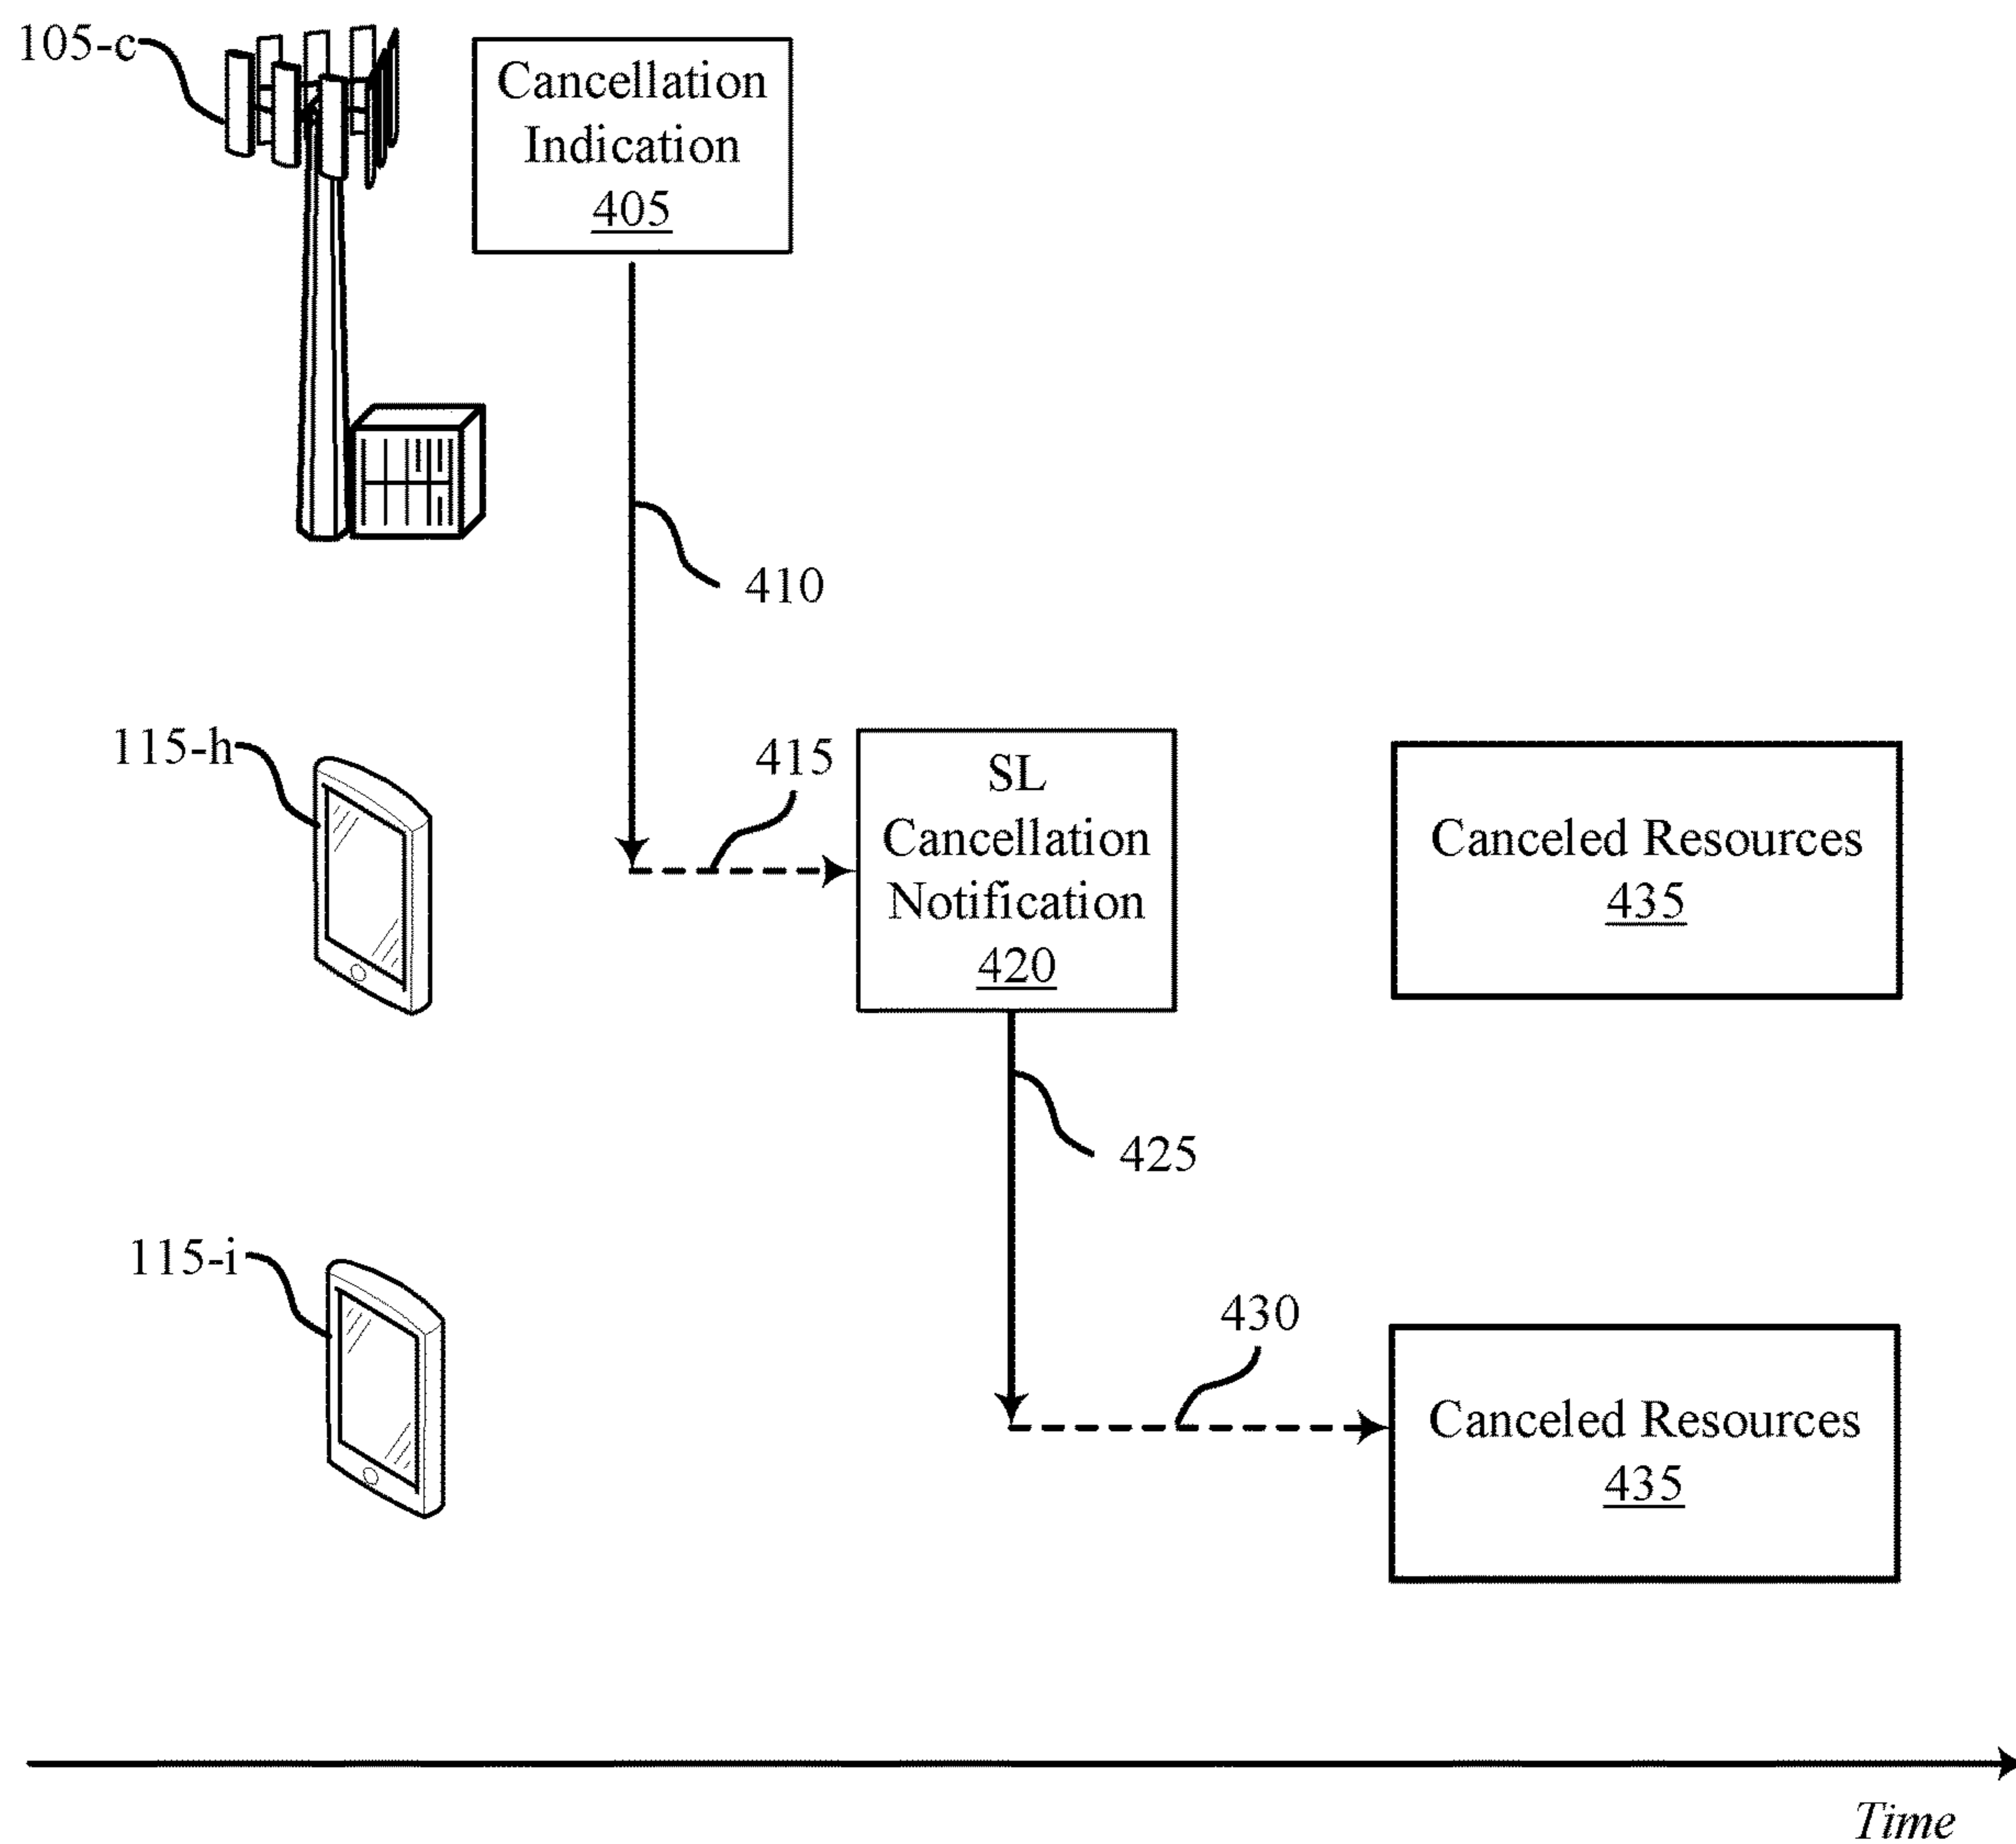 105-c
Cancellation
Indication
405
410
115-h
415
SL
Cancellation
Notification
420
Canceled Resources
435
425
115-i
430
Canceled Resources
435
Time